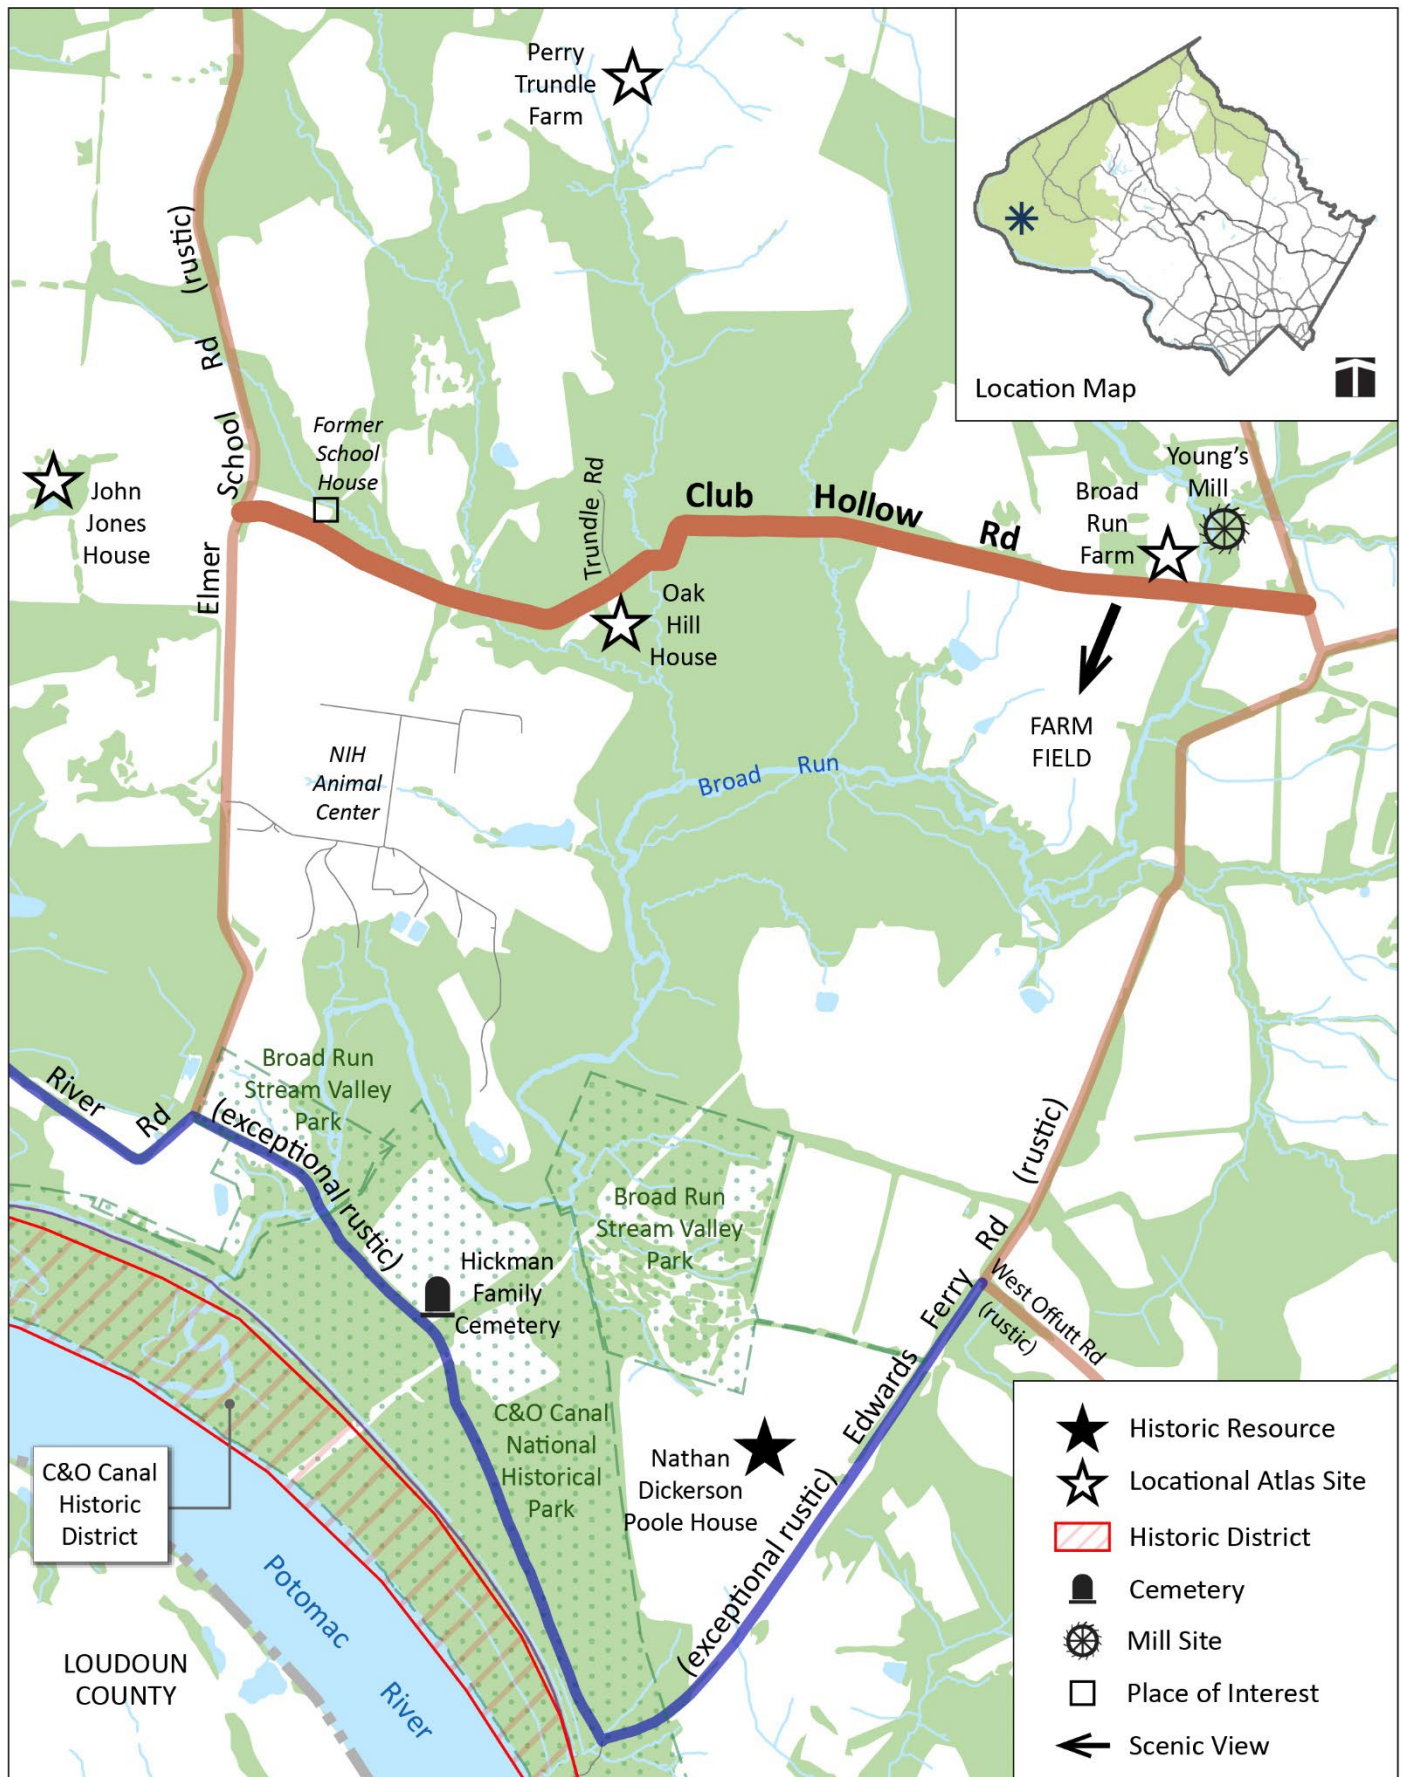 Perry
Trundle
Farm
Location Map
(rustic)
Elmer School Rd
Former
School
House
John
Jones
House
Trundle Rd
Club Hollow Rd
Young's
Mill
Broad
Run
Farm
Oak
Hill
House
FARM
FIELD
NIH
Animal
Center
Broad Run
River Rd
(exceptional rustic)
Broad Run
Stream Valley
Park
Broad Run
Stream Valley
Park
(rustic)
Edwards Ferry Rd
(exceptional rustic)
West Offutt Rd
(rustic)
Hickman
Family
Cemetery
C&O Canal
National
Historical
Park
Nathan
Dickerson
Poole House
C&O Canal
Historic
District
Potomac River
LOUDOUN
COUNTY
Historic Resource
Locational Atlas Site
Historic District
Cemetery
Mill Site
Place of Interest
Scenic View